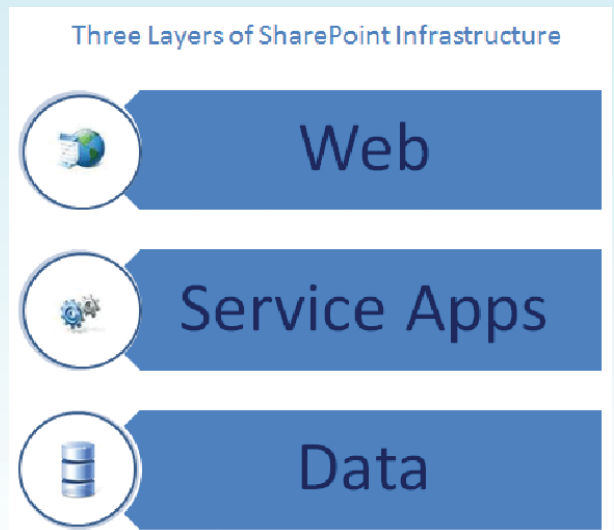 Three Layers of SharePoint Infrastructure
Web
Service Apps
Data